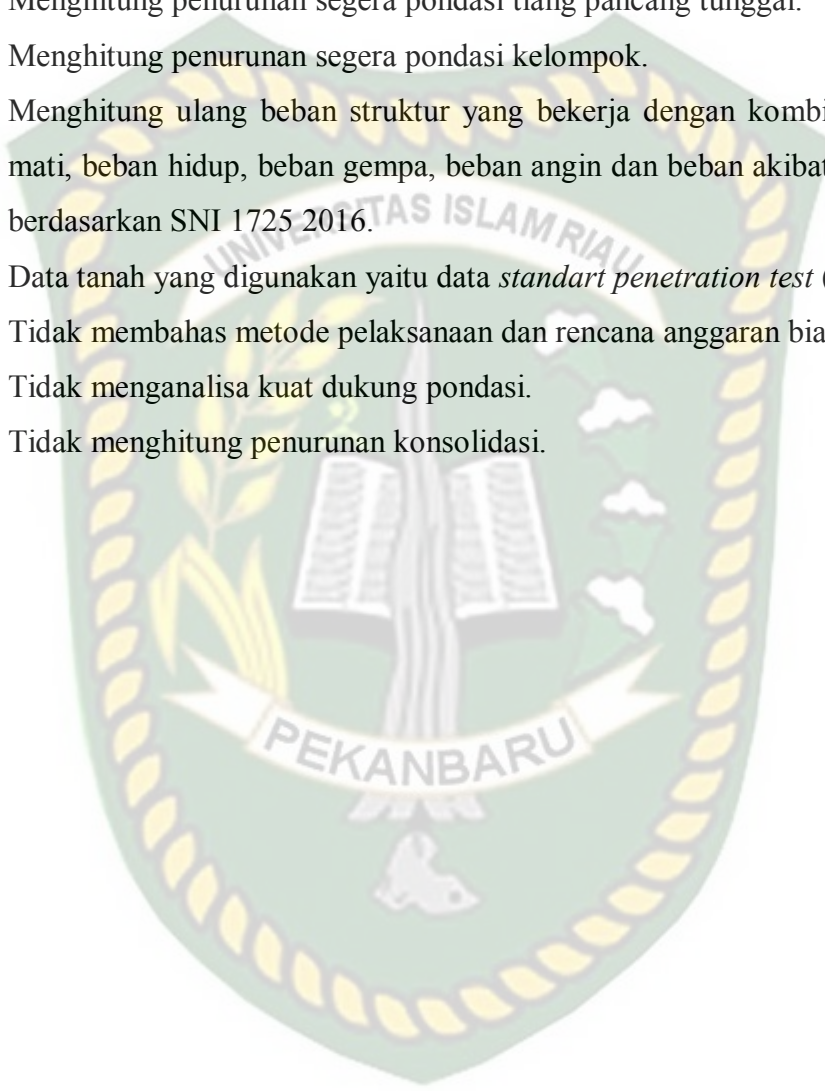 Menghitung penurunan segera pondasi tiang pancang tunggal.
Menghitung penurunan segera pondasi kelompok.
Menghitung ulang beban struktur yang bekerja dengan kombi
mati, beban hidup, beban gempa, beban angin dan beban akibat
berdasarkan SNI 1725 2016.
UNIVERSITAS ISLAM RIAU
Data tanah yang digunakan yaitu data standart penetration test (
Tidak membahas metode pelaksanaan dan rencana anggaran bia
Tidak menganalisa kuat dukung pondasi.
Tidak menghitung penurunan konsolidasi.
PEKANBARU